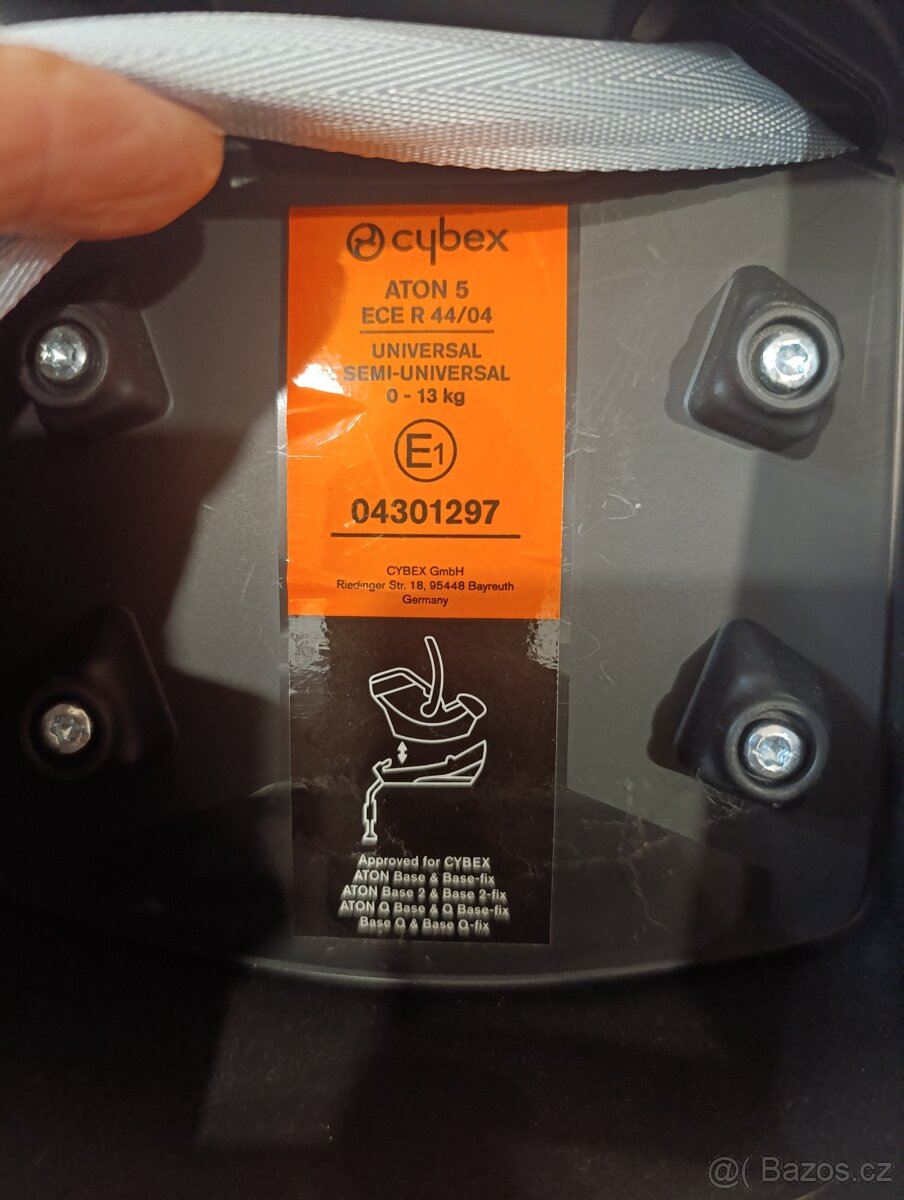 cybex
ATON 5
ECE R 44/04
UNIVERSAL
SEMI-UNIVERSAL
0 - 13 kg
E1
04301297
CYBEX GmbH
Riedinger Str. 18, 95448 Bayreuth
Germany
Approved for CYBEX
ATON Base & Base-fix
ATON Base 2 & Base 2-fix
ATON Q Base & Q Base-fix
Base Q & Base Q-fix
@( Bazos.cz